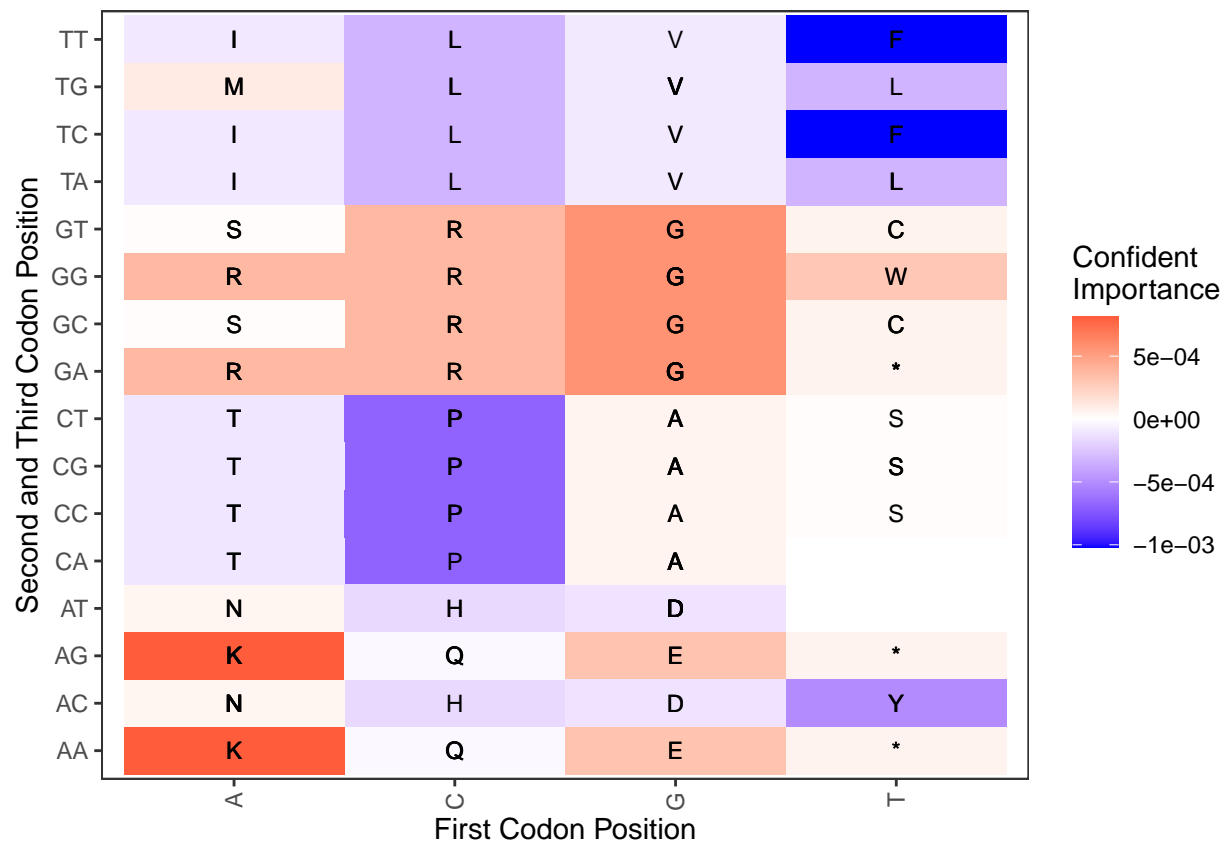 TT I L V F
TG M L V L
TC I L V F
TA I L V L
GT S R G C
GG R R G W
GC S R G C
GA R R G *
CT T P A S
CG T P A S
CC T P A S
CA T P A
AT N H D
AG K Q E *
AC N H D Y
AA K Q E *
A C G T
First Codon Position
Second and Third Codon Position
Confident
Importance
5e−04
0e+00
−5e−04
−1e−03